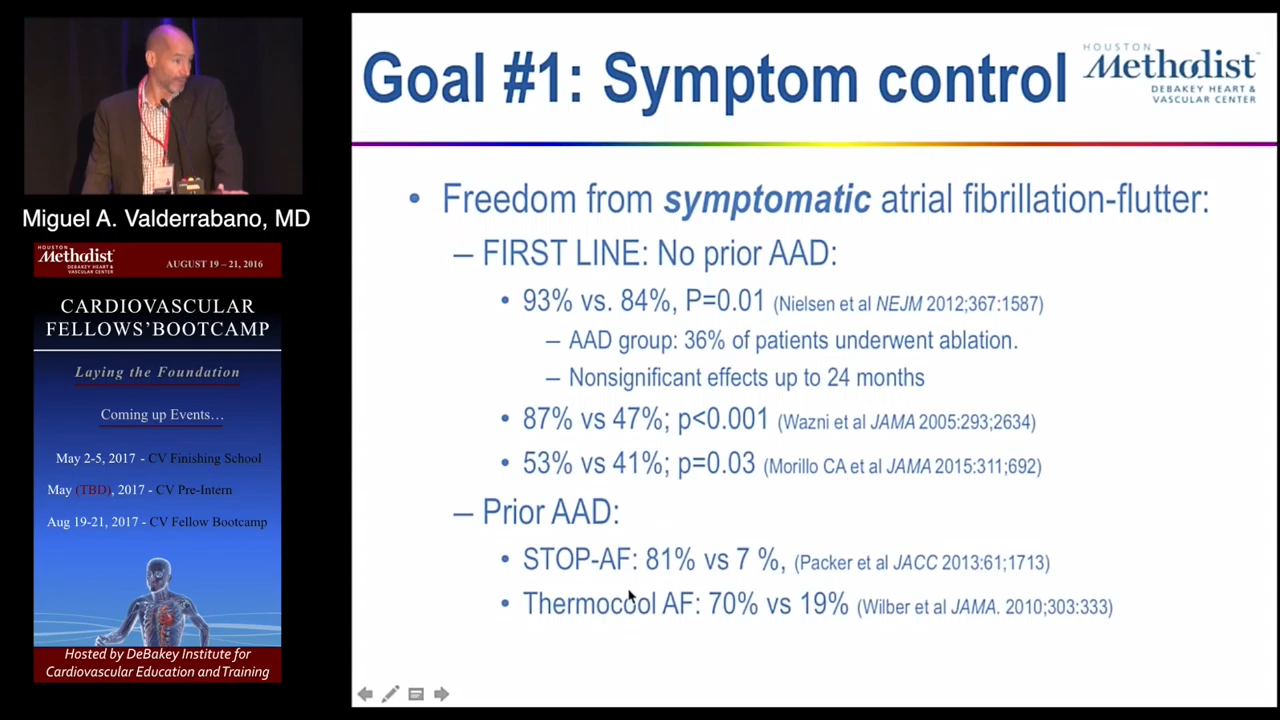 Miguel A. Valderrabano, MD
HOUSTON
Methodist
DEBAKEY HEART &
VASCULAR CENTER
AUGUST 19 – 21, 2016
CARDIOVASCULAR
FELLOWS'BOOTCAMP
Laying the Foundation
Coming up Events…
May 2-5, 2017 - CV Finishing School
May (TBD), 2017 - CV Pre-Intern
Aug 19-21, 2017 - CV Fellow Bootcamp
Hosted by DeBakey Institute for
Cardiovascular Education and Training
Goal #1: Symptom control
HOUSTON
Methodist
DEBAKEY HEART &
VASCULAR CENTER
• Freedom from symptomatic atrial fibrillation-flutter:
– FIRST LINE: No prior AAD:
• 93% vs. 84%, P=0.01 (Nielsen et al NEJM 2012;367:1587)
– AAD group: 36% of patients underwent ablation.
– Nonsignificant effects up to 24 months
• 87% vs 47%; p<0.001 (Wazni et al JAMA 2005:293;2634)
• 53% vs 41%; p=0.03 (Morillo CA et al JAMA 2015:311;692)
– Prior AAD:
• STOP-AF: 81% vs 7 %, (Packer et al JACC 2013:61;1713)
• Thermocool AF: 70% vs 19% (Wilber et al JAMA. 2010;303:333)